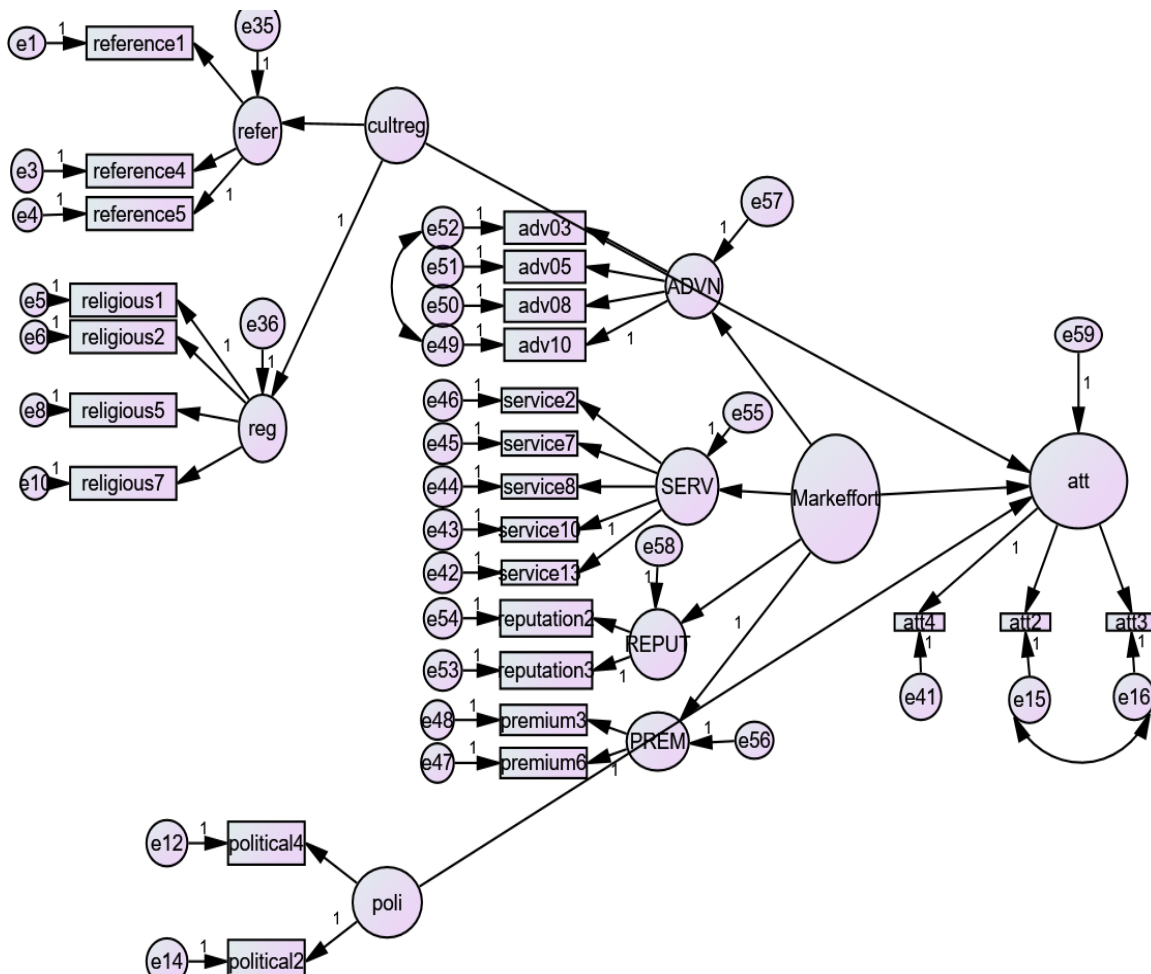 e35
e1 1 reference1
1
refer
cultreg
e3 1 reference4
e4 1 reference5
1
1
e57
1
e52 1 adv03
e51 1 adv05
e50 1 adv08
e49 1 adv10
1
ADVN
e5 1 religious1
e6 1 religious2
e36
1
1
e8 1 religious5
reg
e10 1 religious7
e59
1
e46 1 service2
e45 1 service7
e44 1 service8
e43 1 service10
1
e42 1 service13
e55
1
SERV
Markeffort
att
1
e58
1
e54 1 reputation2
e53 1 reputation3
1
REPUT
1
att4
att2
att3
1
1
1
e41
e15
e16
e48 1 premium3
e47 1 premium6
1
PREM
1
e56
e12 1 political4
poli
1
e14 1 political2